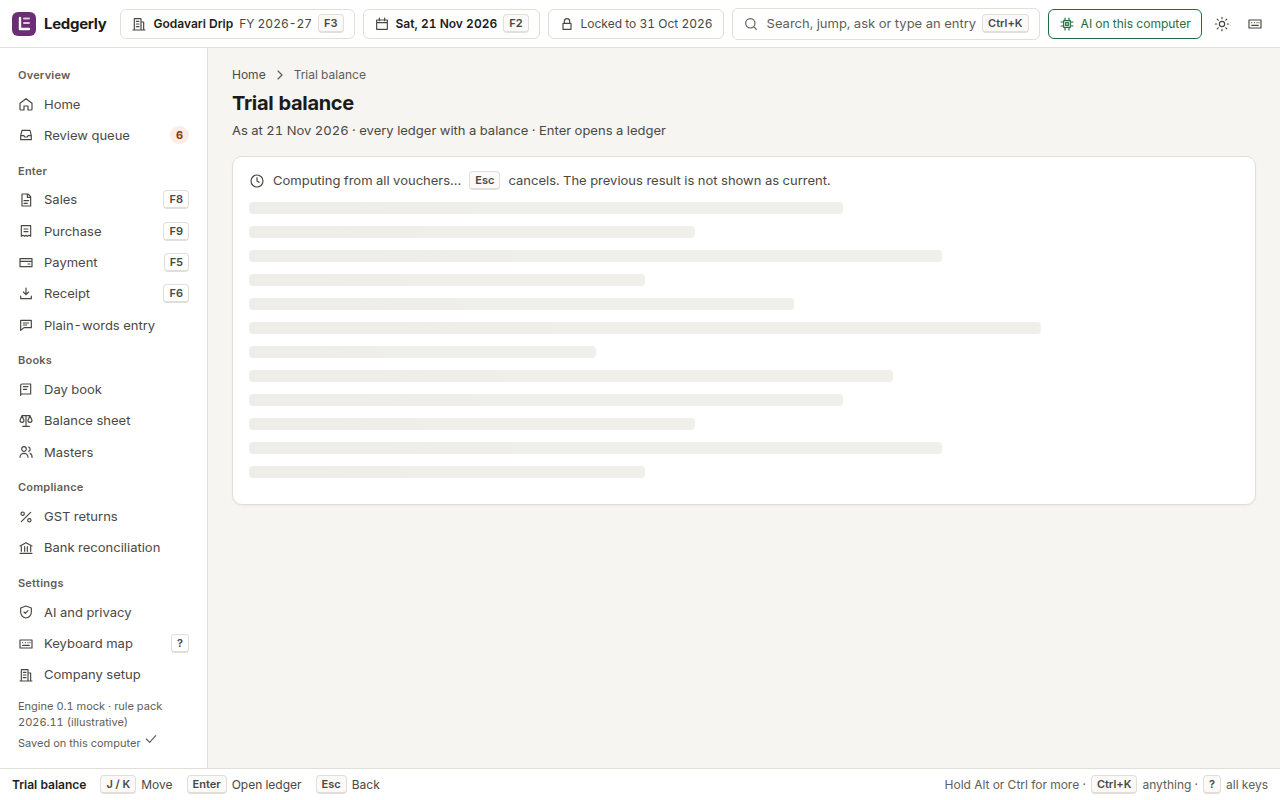 Ledgerly
Godavari Drip FY 2026-27 F3
Sat, 21 Nov 2026 F2
Locked to 31 Oct 2026
Search, jump, ask or type an entry Ctrl+K
AI on this computer
Overview
Home
Review queue 6
Enter
Sales F8
Purchase F9
Payment F5
Receipt F6
Plain-words entry
Books
Day book
Balance sheet
Masters
Compliance
GST returns
Bank reconciliation
Settings
AI and privacy
Keyboard map ?
Company setup
Engine 0.1 mock · rule pack
2026.11 (illustrative)
Saved on this computer
Home > Trial balance
Trial balance
As at 21 Nov 2026 · every ledger with a balance · Enter opens a ledger
Computing from all vouchers… Esc cancels. The previous result is not shown as current.
Trial balance J / K Move Enter Open ledger Esc Back
Hold Alt or Ctrl for more · Ctrl+K anything · ? all keys